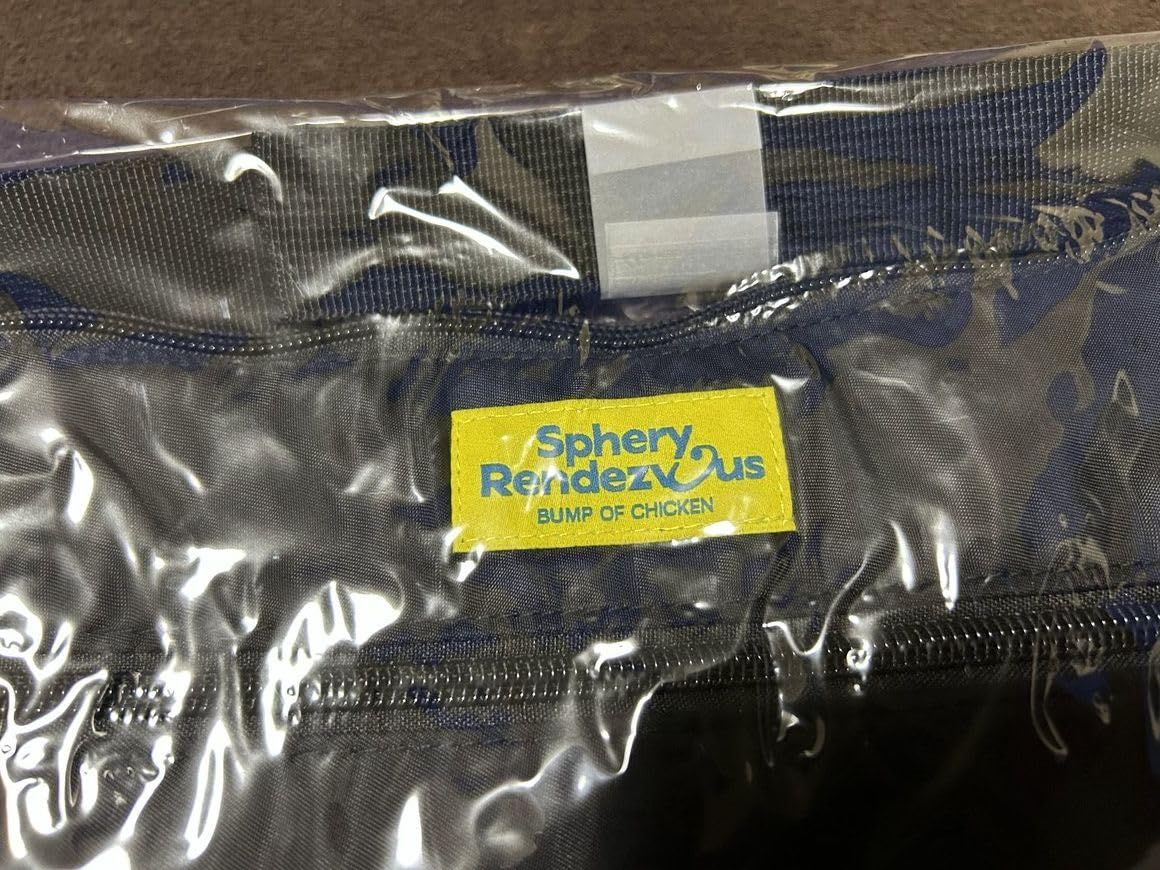 Sphery
Rendezvous
BUMP OF CHICKEN